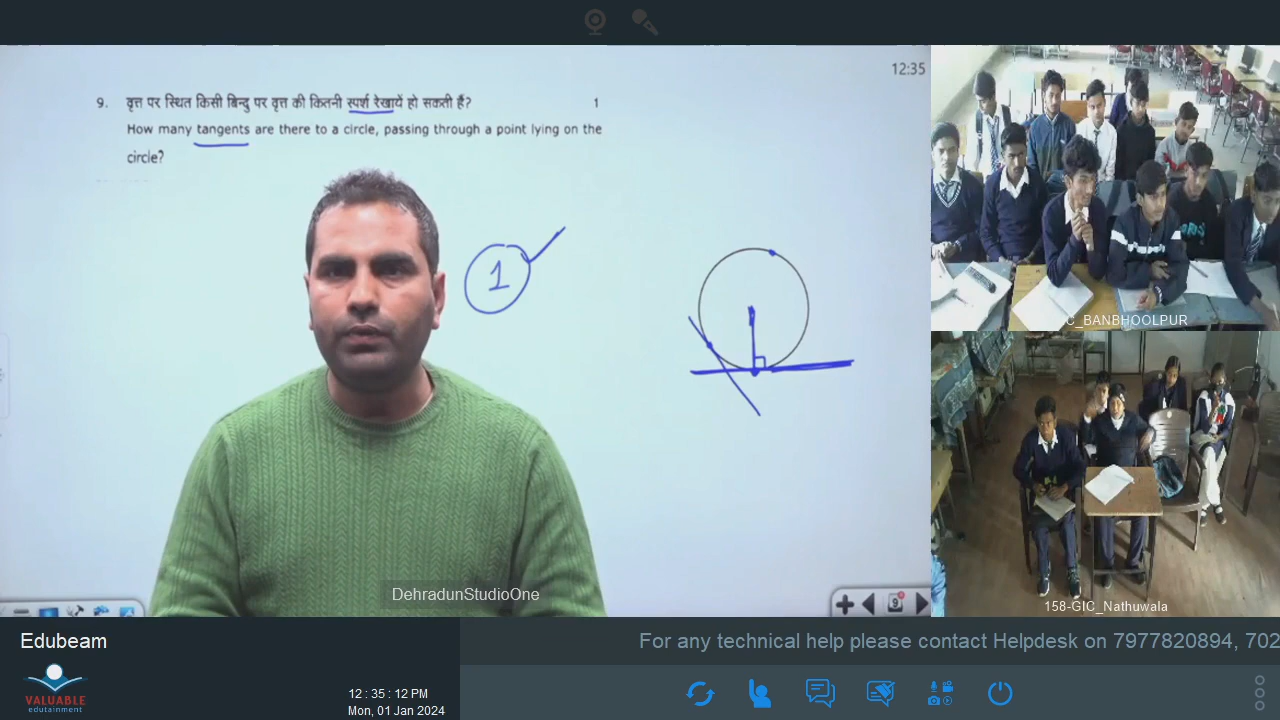 12:35
9. वृत्त पर स्थित किसी बिन्दु पर वृत्त की कितनी स्पर्श रेखायें हो सकती हैं? 1
How many tangents are there to a circle, passing through a point lying on the
circle?
1
C_BANBHOOLPUR
DehradunStudioOne
9
158-GIC_Nathuwala
Edubeam
For any technical help please contact Helpdesk on 7977820894, 702
VALUABLE
edutainment
12 : 35 : 12 PM
Mon, 01 Jan 2024